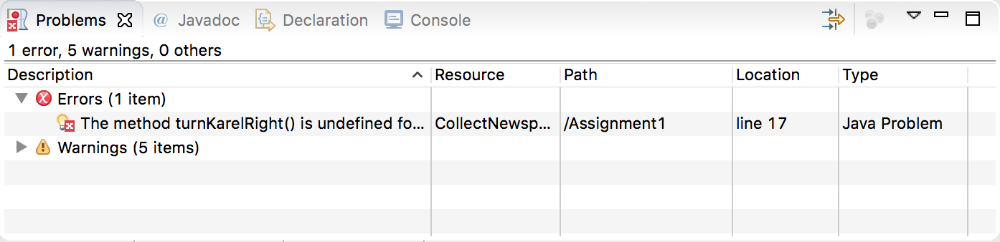 Problems @ Javadoc Declaration Console
1 error, 5 warnings, 0 others
Description Resource Path Location Type
Errors (1 item)
The method turnKarelRight() is undefined fo... CollectNewsp... /Assignment1 line 17 Java Problem
Warnings (5 items)